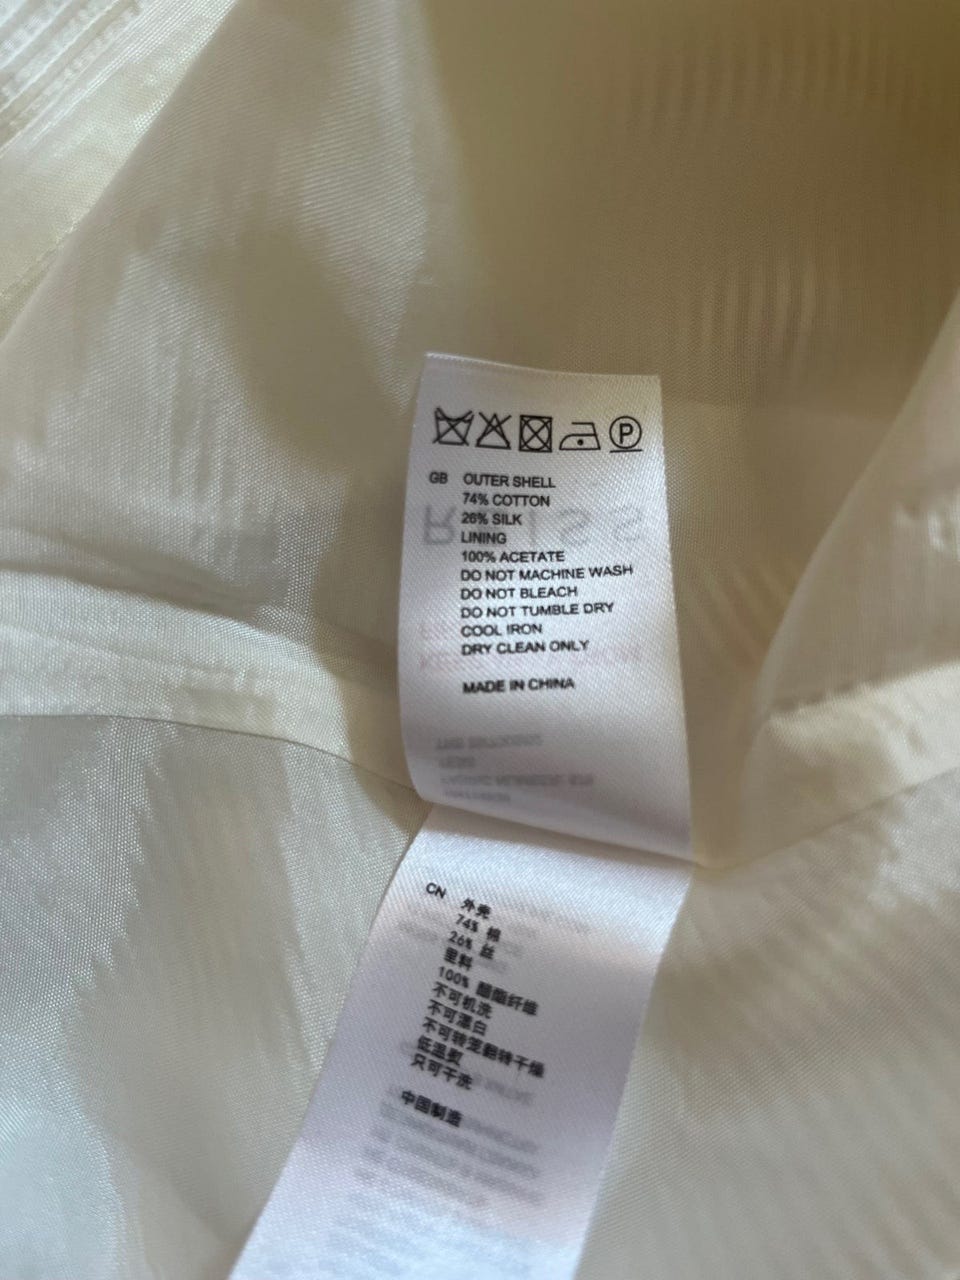 P
GB OUTER SHELL
74% COTTON
26% SILK
LINING
100% ACETATE
DO NOT MACHINE WASH
DO NOT BLEACH
DO NOT TUMBLE DRY
COOL IRON
DRY CLEAN ONLY
MADE IN CHINA
CN 外壳
74% 棉
26% 丝
里料
100% 醋酯纤维
不可机洗
不可漂白
不可转笼翻转干燥
低温熨
只可干洗
中国制造